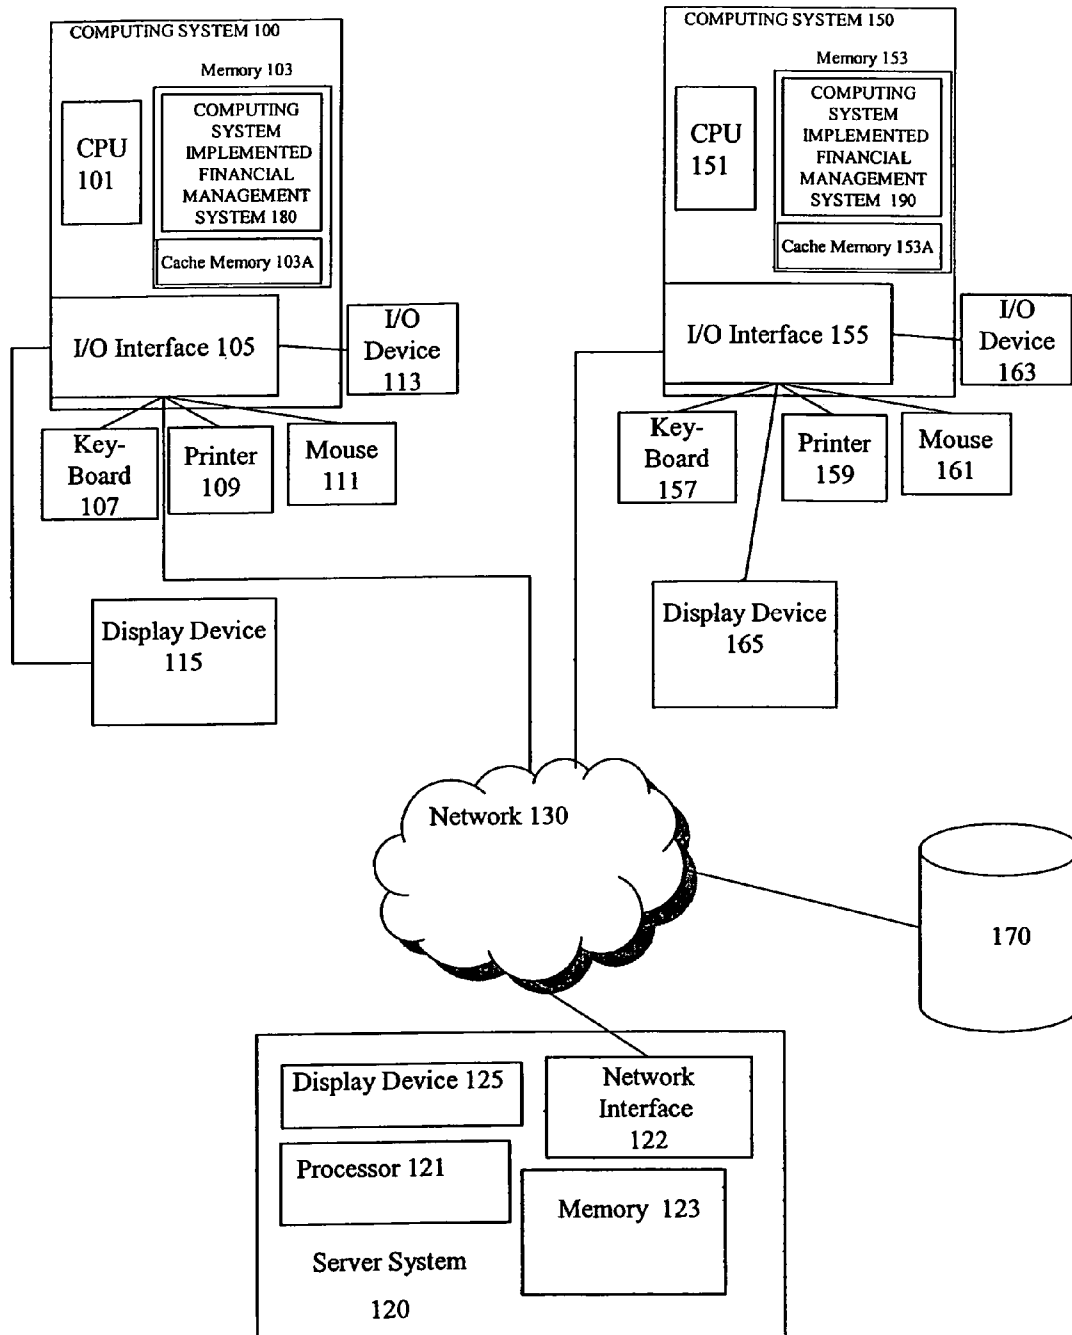 COMPUTING SYSTEM 100
Memory 103
COMPUTING
SYSTEM
IMPLEMENTED
FINANCIAL
MANAGEMENT
SYSTEM 180
CPU
101
Cache Memory 103A
I/O Interface 105
I/O
Device
113
Key-
Board
107
Printer
109
Mouse
111
Display Device
115
COMPUTING SYSTEM 150
Memory 153
COMPUTING
SYSTEM
IMPLEMENTED
FINANCIAL
MANAGEMENT
SYSTEM 190
CPU
151
Cache Memory 153A
I/O Interface 155
I/O
Device
163
Key-
Board
157
Printer
159
Mouse
161
Display Device
165
Network 130
170
Display Device 125
Network
Interface
122
Processor 121
Memory 123
Server System
120